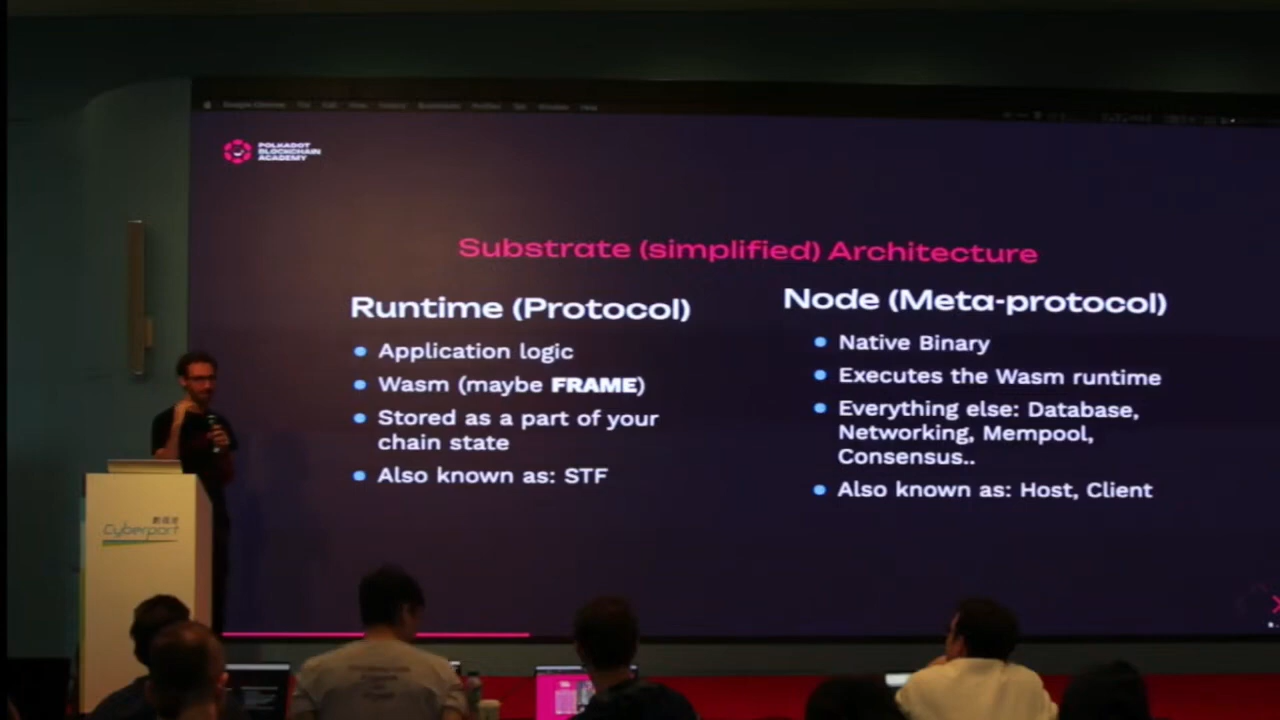 POLKADOT
BLOCKCHAIN
ACADEMY
Substrate (simplified) Architecture
Runtime (Protocol)
Application logic
Wasm (maybe FRAME)
Stored as a part of your
chain state
Also known as: STF
Node (Meta-protocol)
Native Binary
Executes the Wasm runtime
Everything else: Database,
Networking, Mempool,
Consensus..
Also known as: Host, Client
Cyberport